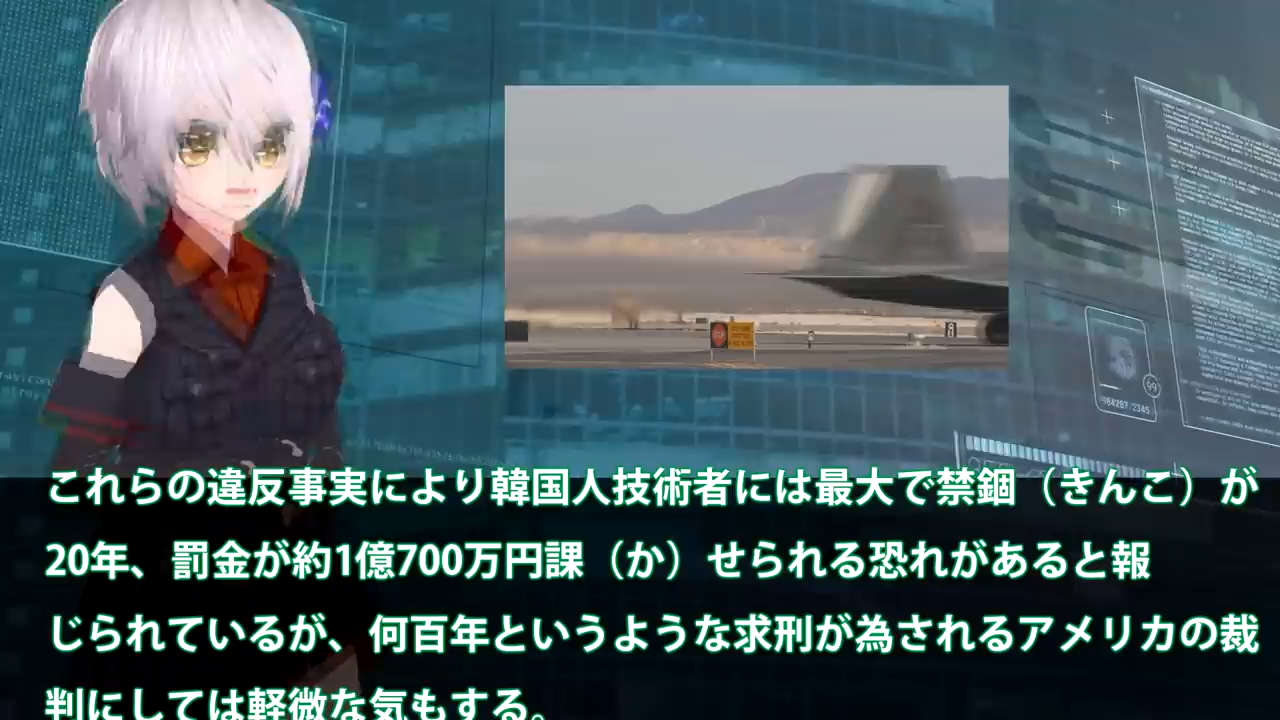 これらの違反事実により韓国人技術者には最大で禁錮（きんこ）が
20年、罰金が約1億700万円課（か）せられる恐れがあると報
じられているが、何百年というような求刑が為されるアメリカの裁
判にしては軽微な気もする。
8
99